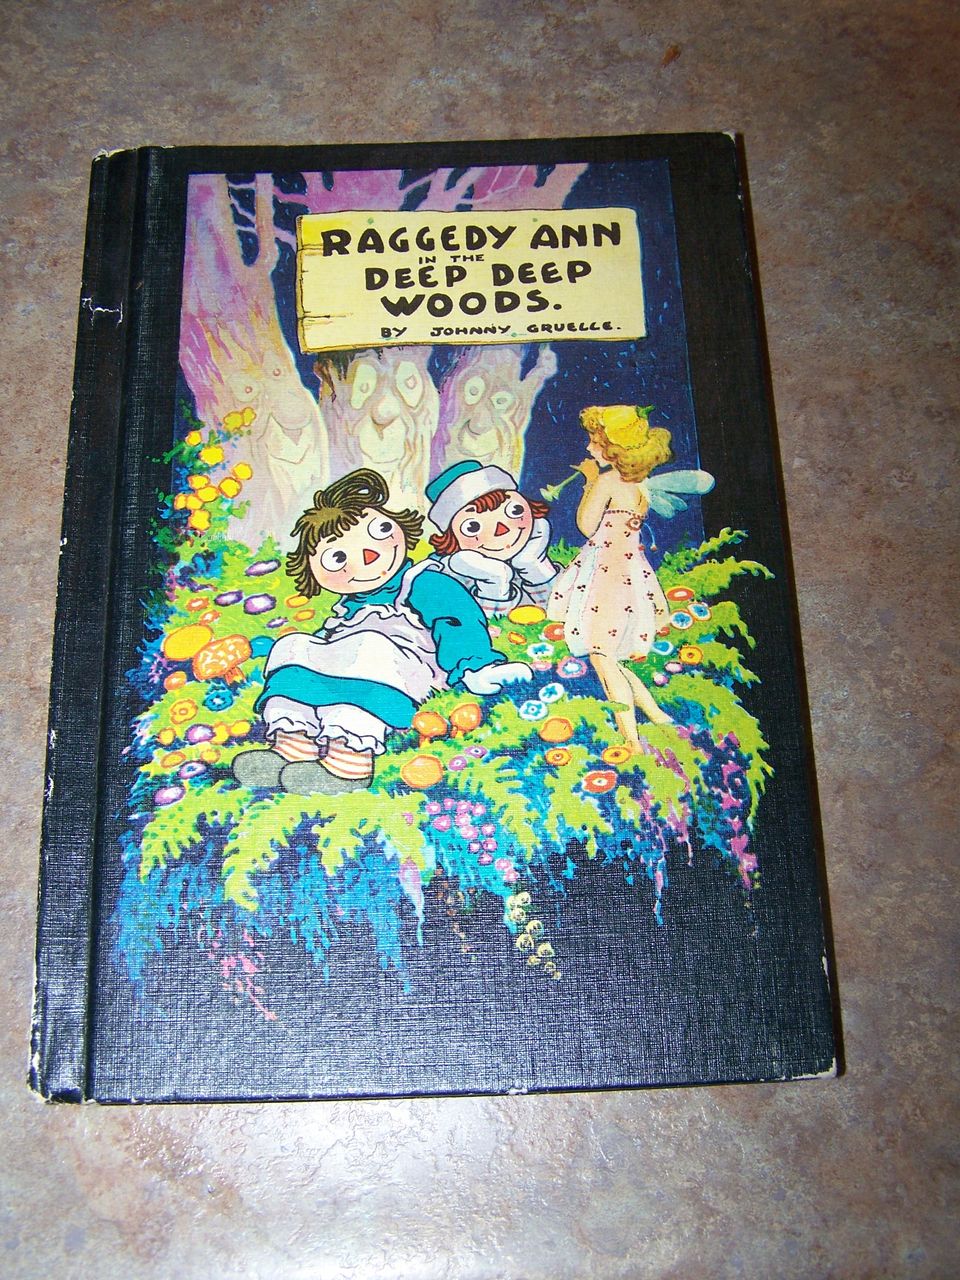 RAGGEDY ANN
IN THE
DEEP DEEP
WOODS.
BY JOHNNY GRUELLE.